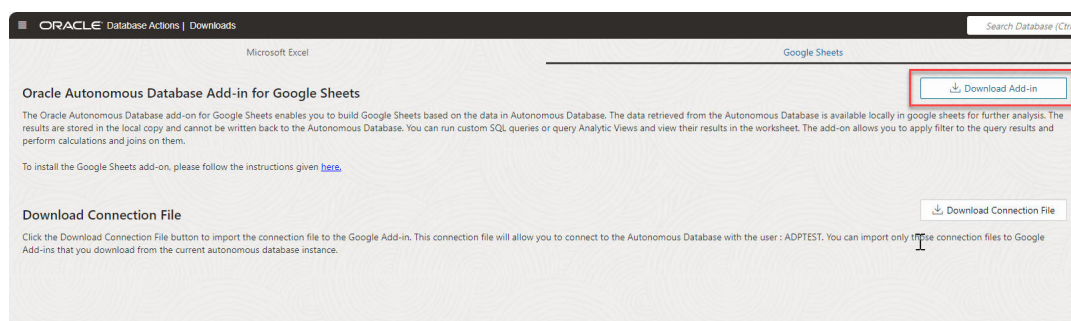 ORACLE Database Actions | Downloads
Search Database (Ctr
Microsoft Excel
Google Sheets
Oracle Autonomous Database Add-in for Google Sheets
Download Add-in
The Oracle Autonomous Database add-on for Google Sheets enables you to build Google Sheets based on the data in Autonomous Database. The data retrieved from the Autonomous Database is available locally in google sheets for further analysis. The
results are stored in the local copy and cannot be written back to the Autonomous Database. You can run custom SQL queries or query Analytic Views and view their results in the worksheet. The add-on allows you to apply filter to the query results and
perform calculations and joins on them.
To install the Google Sheets add-on, please follow the instructions given here.
Download Connection File
Download Connection File
Click the Download Connection File button to import the connection file to the Google Add-in. This connection file will allow you to connect to the Autonomous Database with the user : ADPTEST. You can import only those connection files to Google
Add-ins that you download from the current autonomous database instance.